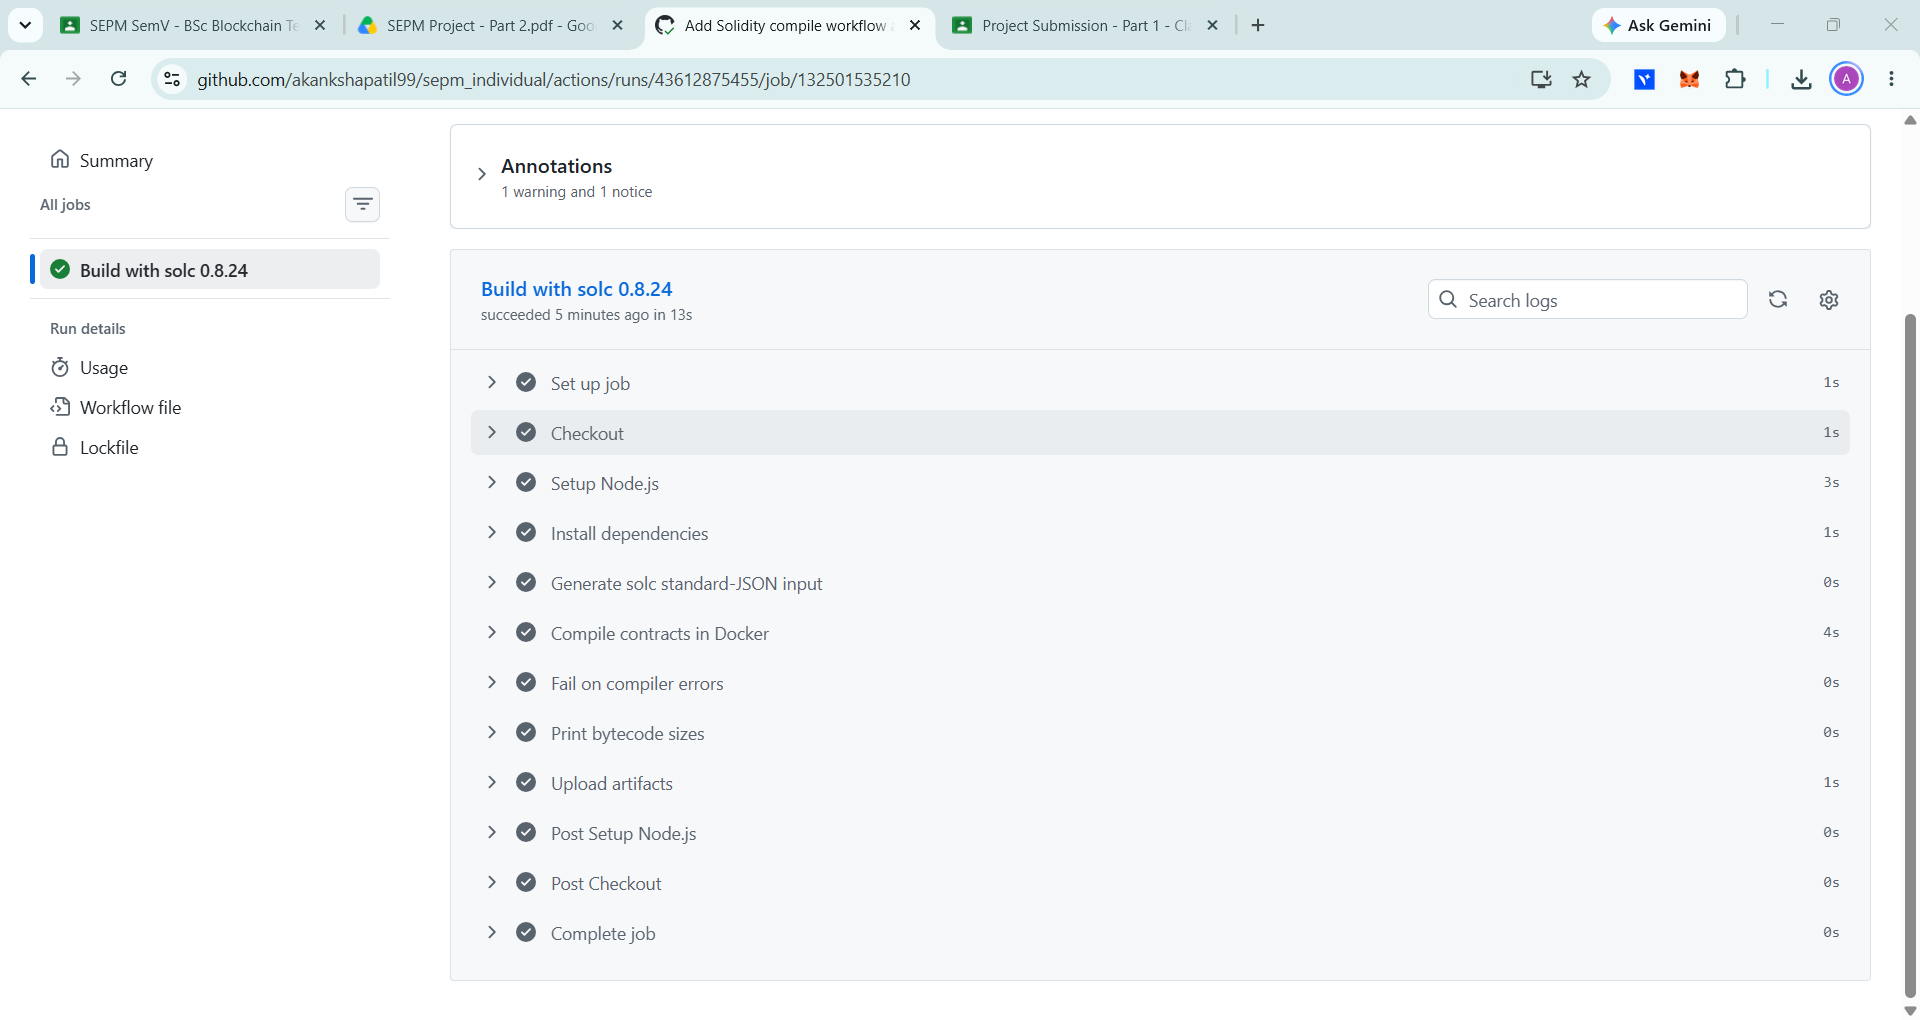 SEPM SemV - BSc Blockchain Te
SEPM Project - Part 2.pdf - Goo
Add Solidity compile workflow
Project Submission - Part 1 - Cla
Ask Gemini
github.com/akankshapatil99/sepm_individual/actions/runs/43612875455/job/132501535210
A
Summary
All jobs
Build with solc 0.8.24
Run details
Usage
Workflow file
Lockfile
Annotations
1 warning and 1 notice
Build with solc 0.8.24
succeeded 5 minutes ago in 13s
Search logs
Set up job 1s
Checkout 1s
Setup Node.js 3s
Install dependencies 1s
Generate solc standard-JSON input 0s
Compile contracts in Docker 4s
Fail on compiler errors 0s
Print bytecode sizes 0s
Upload artifacts 1s
Post Setup Node.js 0s
Post Checkout 0s
Complete job 0s